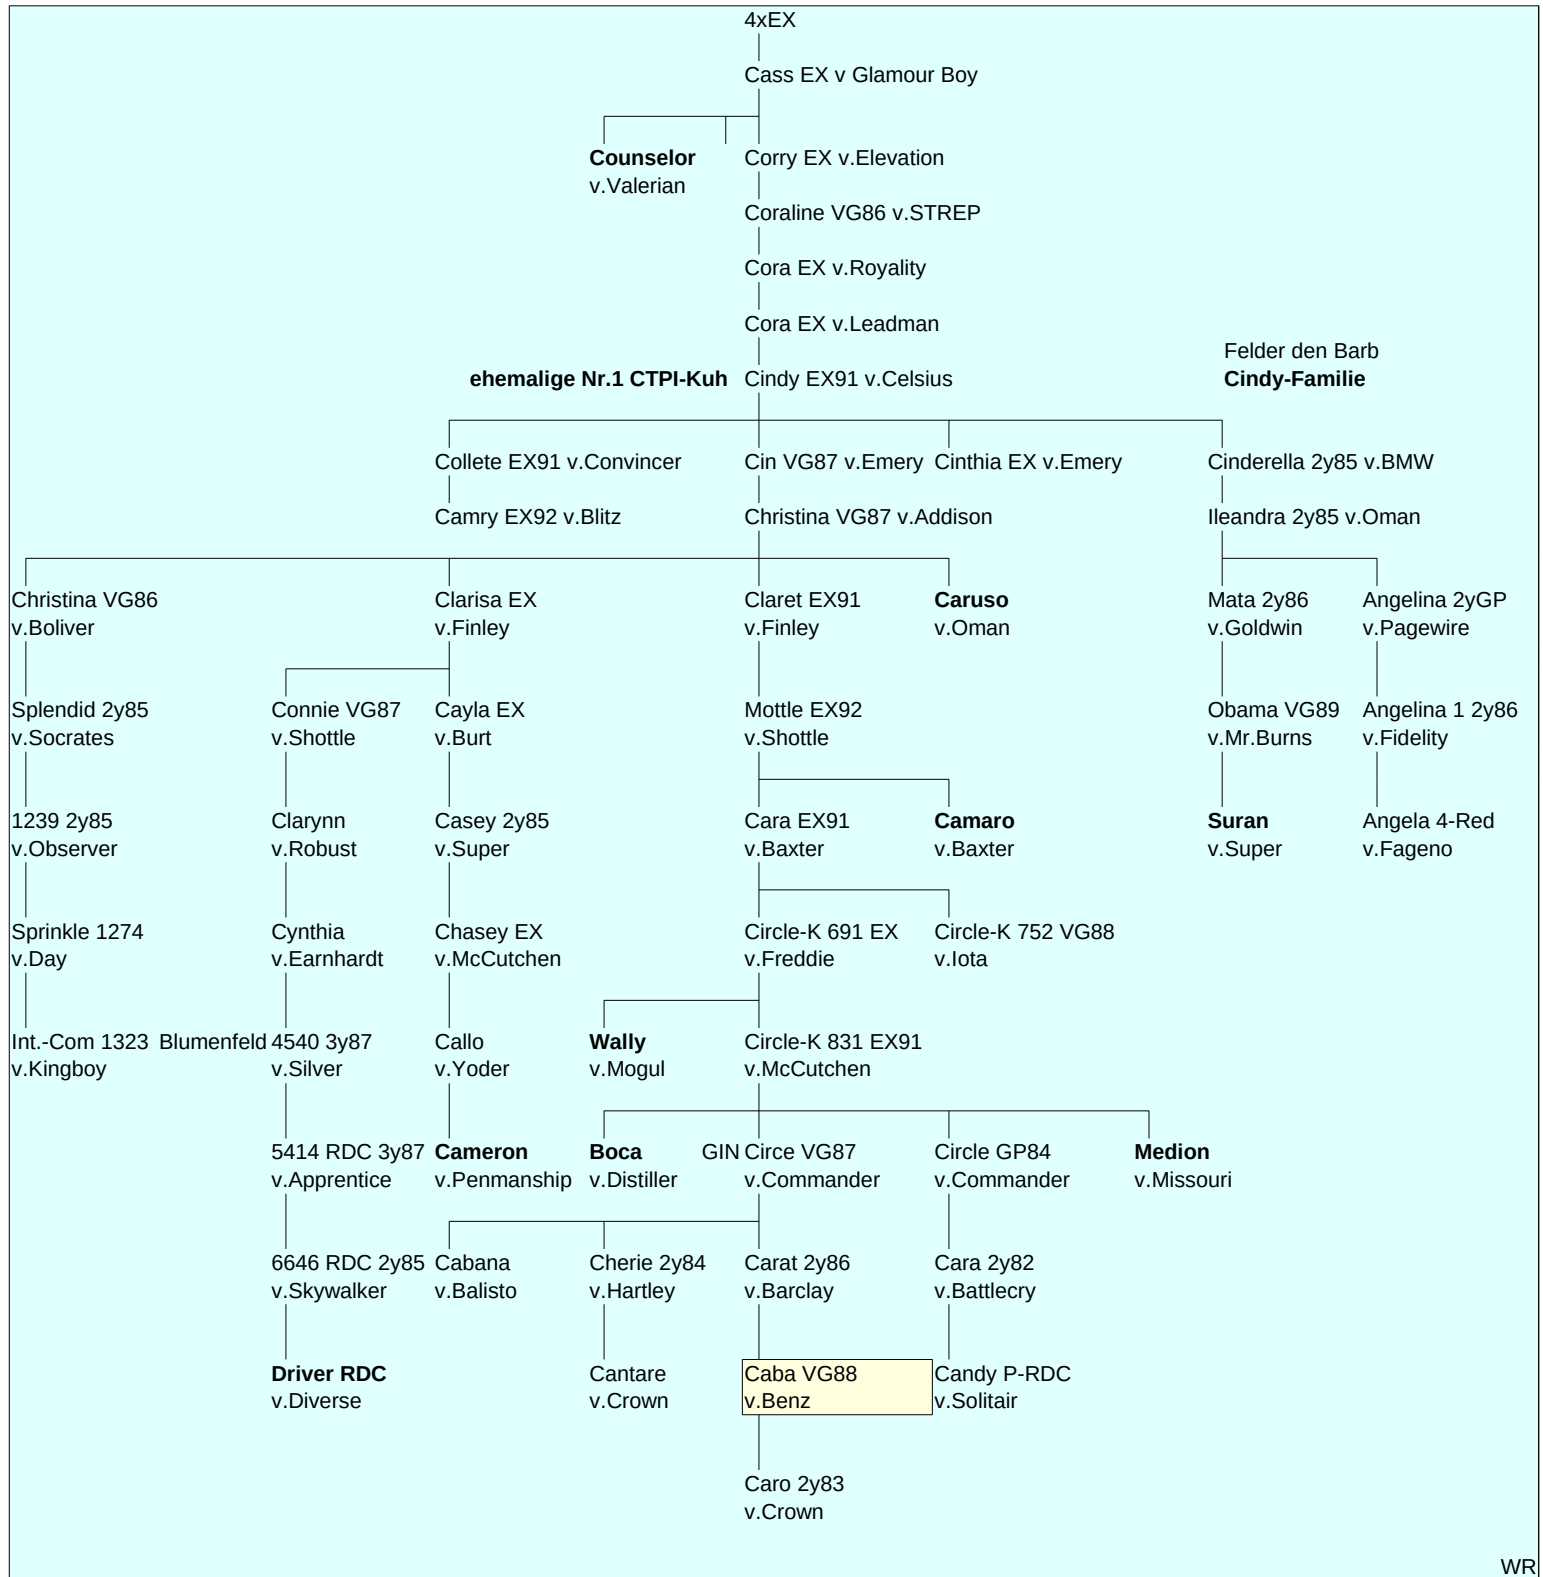 4xEX
Cass EX v Glamour Boy
Counselor Corry EX v.Elevation
v.Valerian
Coraline VG86 v.STREP
Cora EX v.Royality
Cora EX v.Leadman
Felder den Barb
ehemalige Nr.1 CTPI-Kuh Cindy EX91 v.Celsius Cindy-Familie
Collete EX91 v.Convincer Cin VG87 v.Emery Cinthia EX v.Emery Cinderella 2y85 v.BMW
Camry EX92 v.Blitz Christina VG87 v.Addison Ileandra 2y85 v.Oman
Christina VG86 Clarisa EX Claret EX91 Caruso Mata 2y86 Angelina 2yGP
v.Boliver v.Finley v.Finley v.Oman v.Goldwin v.Pagewire
Splendid 2y85 Connie VG87 Cayla EX Mottle EX92 Obama VG89 Angelina 1 2y86
v.Socrates v.Shottle v.Burt v.Shottle v.Mr.Burns v.Fidelity
1239 2y85 Clarynn Casey 2y85 Cara EX91 Camaro Suran Angela 4-Red
v.Observer v.Robust v.Super v.Baxter v.Baxter v.Super v.Fageno
Sprinkle 1274 Cynthia Chasey EX Circle-K 691 EX Circle-K 752 VG88
v.Day v.Earnhardt v.McCutchen v.Freddie v.Iota
Int.-Com 1323 Blumenfeld 4540 3y87 Callo Wally Circle-K 831 EX91
v.Kingboy v.Silver v.Yoder v.Mogul v.McCutchen
5414 RDC 3y87 Cameron Boca GIN Circe VG87 Circle GP84 Medion
v.Apprentice v.Penmanship v.Distiller v.Commander v.Commander v.Missouri
6646 RDC 2y85 Cabana Cherie 2y84 Carat 2y86 Cara 2y82
v.Skywalker v.Balisto v.Hartley v.Barclay v.Battlecry
Driver RDC Cantare Caba VG88 Candy P-RDC
v.Diverse v.Crown v.Benz v.Solitair
Caro 2y83
v.Crown
WR